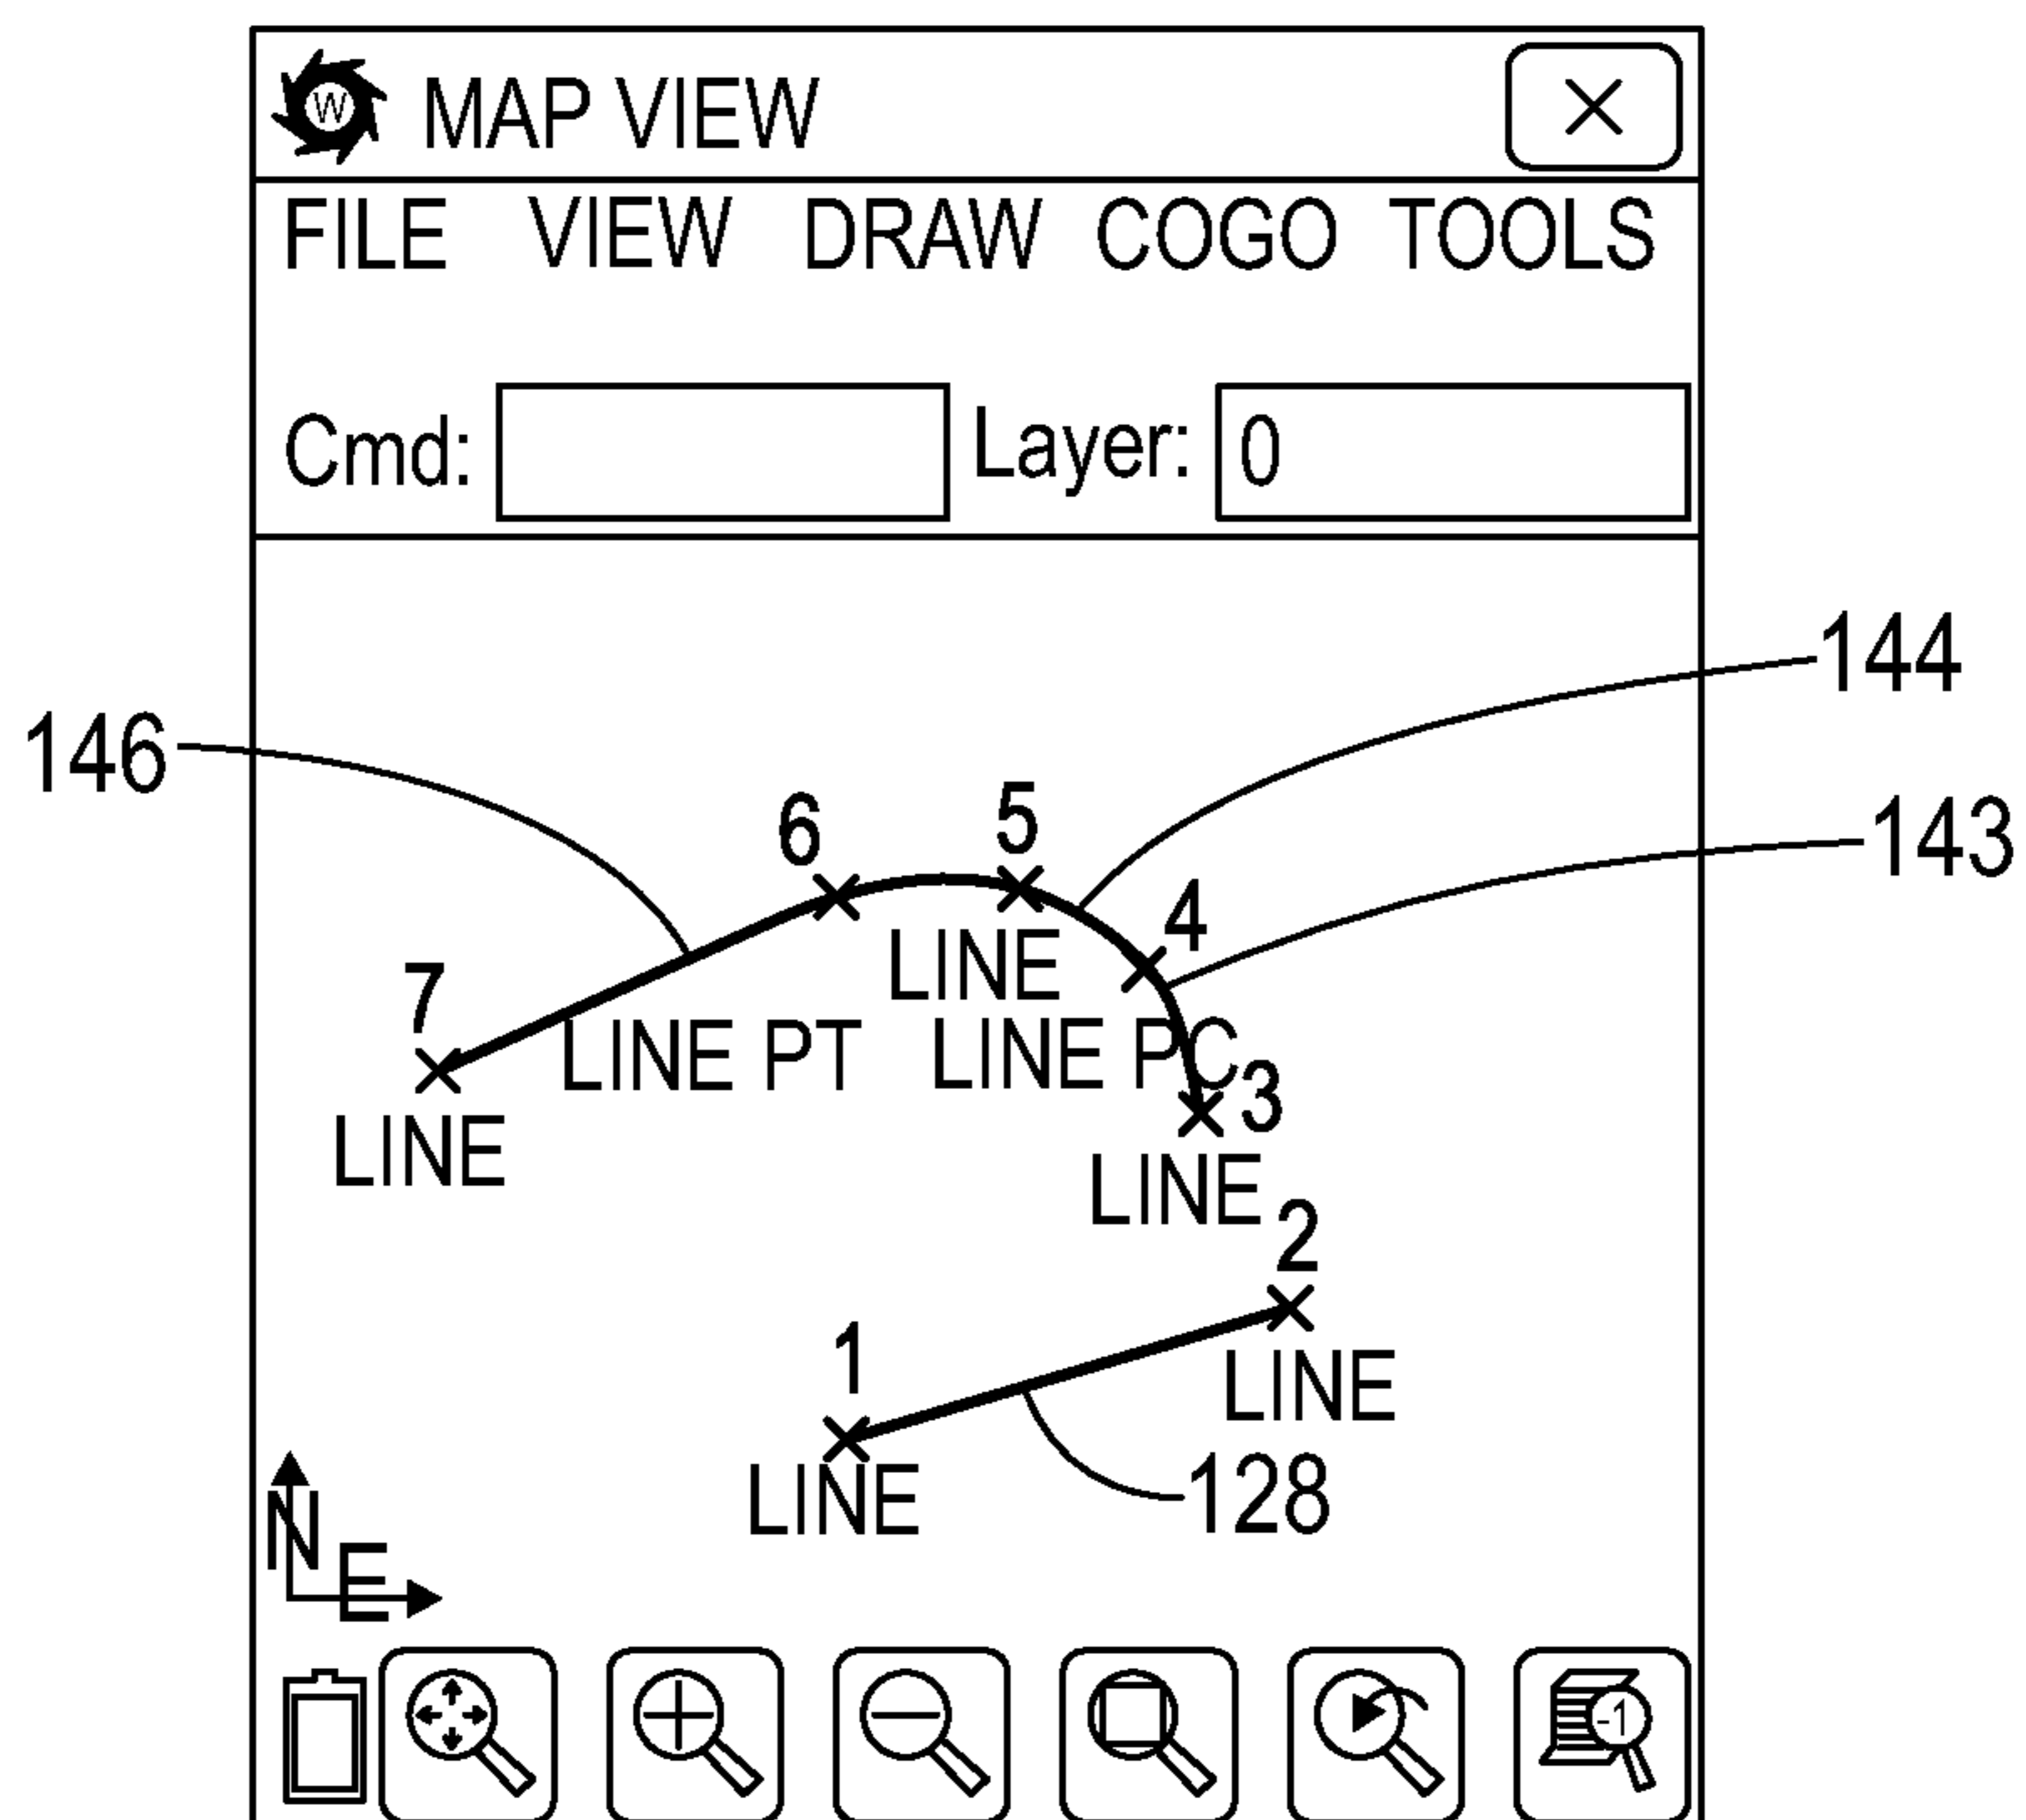 W MAP VIEW
FILE VIEW DRAW COGO TOOLS
Cmd: Layer: 0
144
146
143
5
6
4
LINE
7
LINE PT
LINE PC
3
LINE
LINE
2
1
LINE
LINE
128
N
E
-1